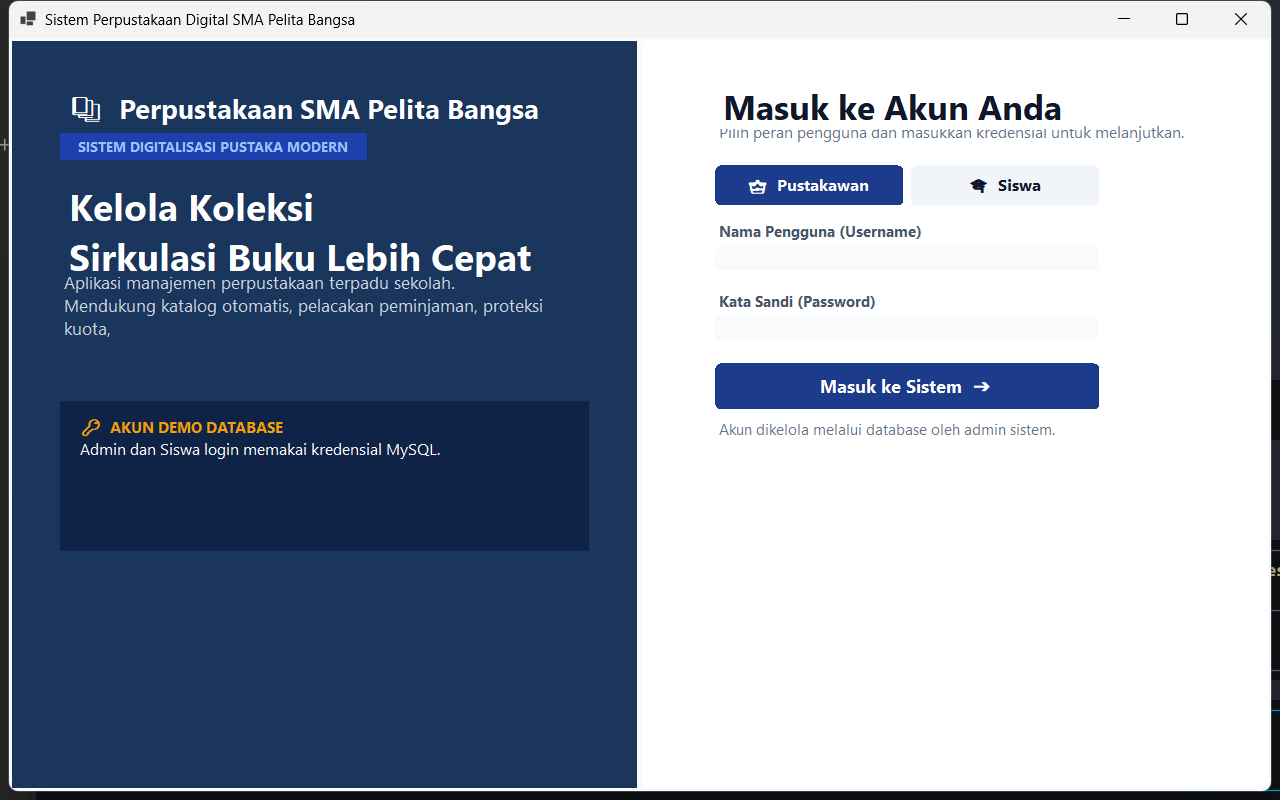 Sistem Perpustakaan Digital SMA Pelita Bangsa
Perpustakaan SMA Pelita Bangsa
SISTEM DIGITALISASI PUSTAKA MODERN
Kelola Koleksi
Sirkulasi Buku Lebih Cepat
Aplikasi manajemen perpustakaan terpadu sekolah.
Mendukung katalog otomatis, pelacakan peminjaman, proteksi
kuota,
AKUN DEMO DATABASE
Admin dan Siswa login memakai kredensial MySQL.
Masuk ke Akun Anda
Pilih peran pengguna dan masukkan kredensial untuk melanjutkan.
Pustakawan
Siswa
Nama Pengguna (Username)
Kata Sandi (Password)
Masuk ke Sistem ➔
Akun dikelola melalui database oleh admin sistem.